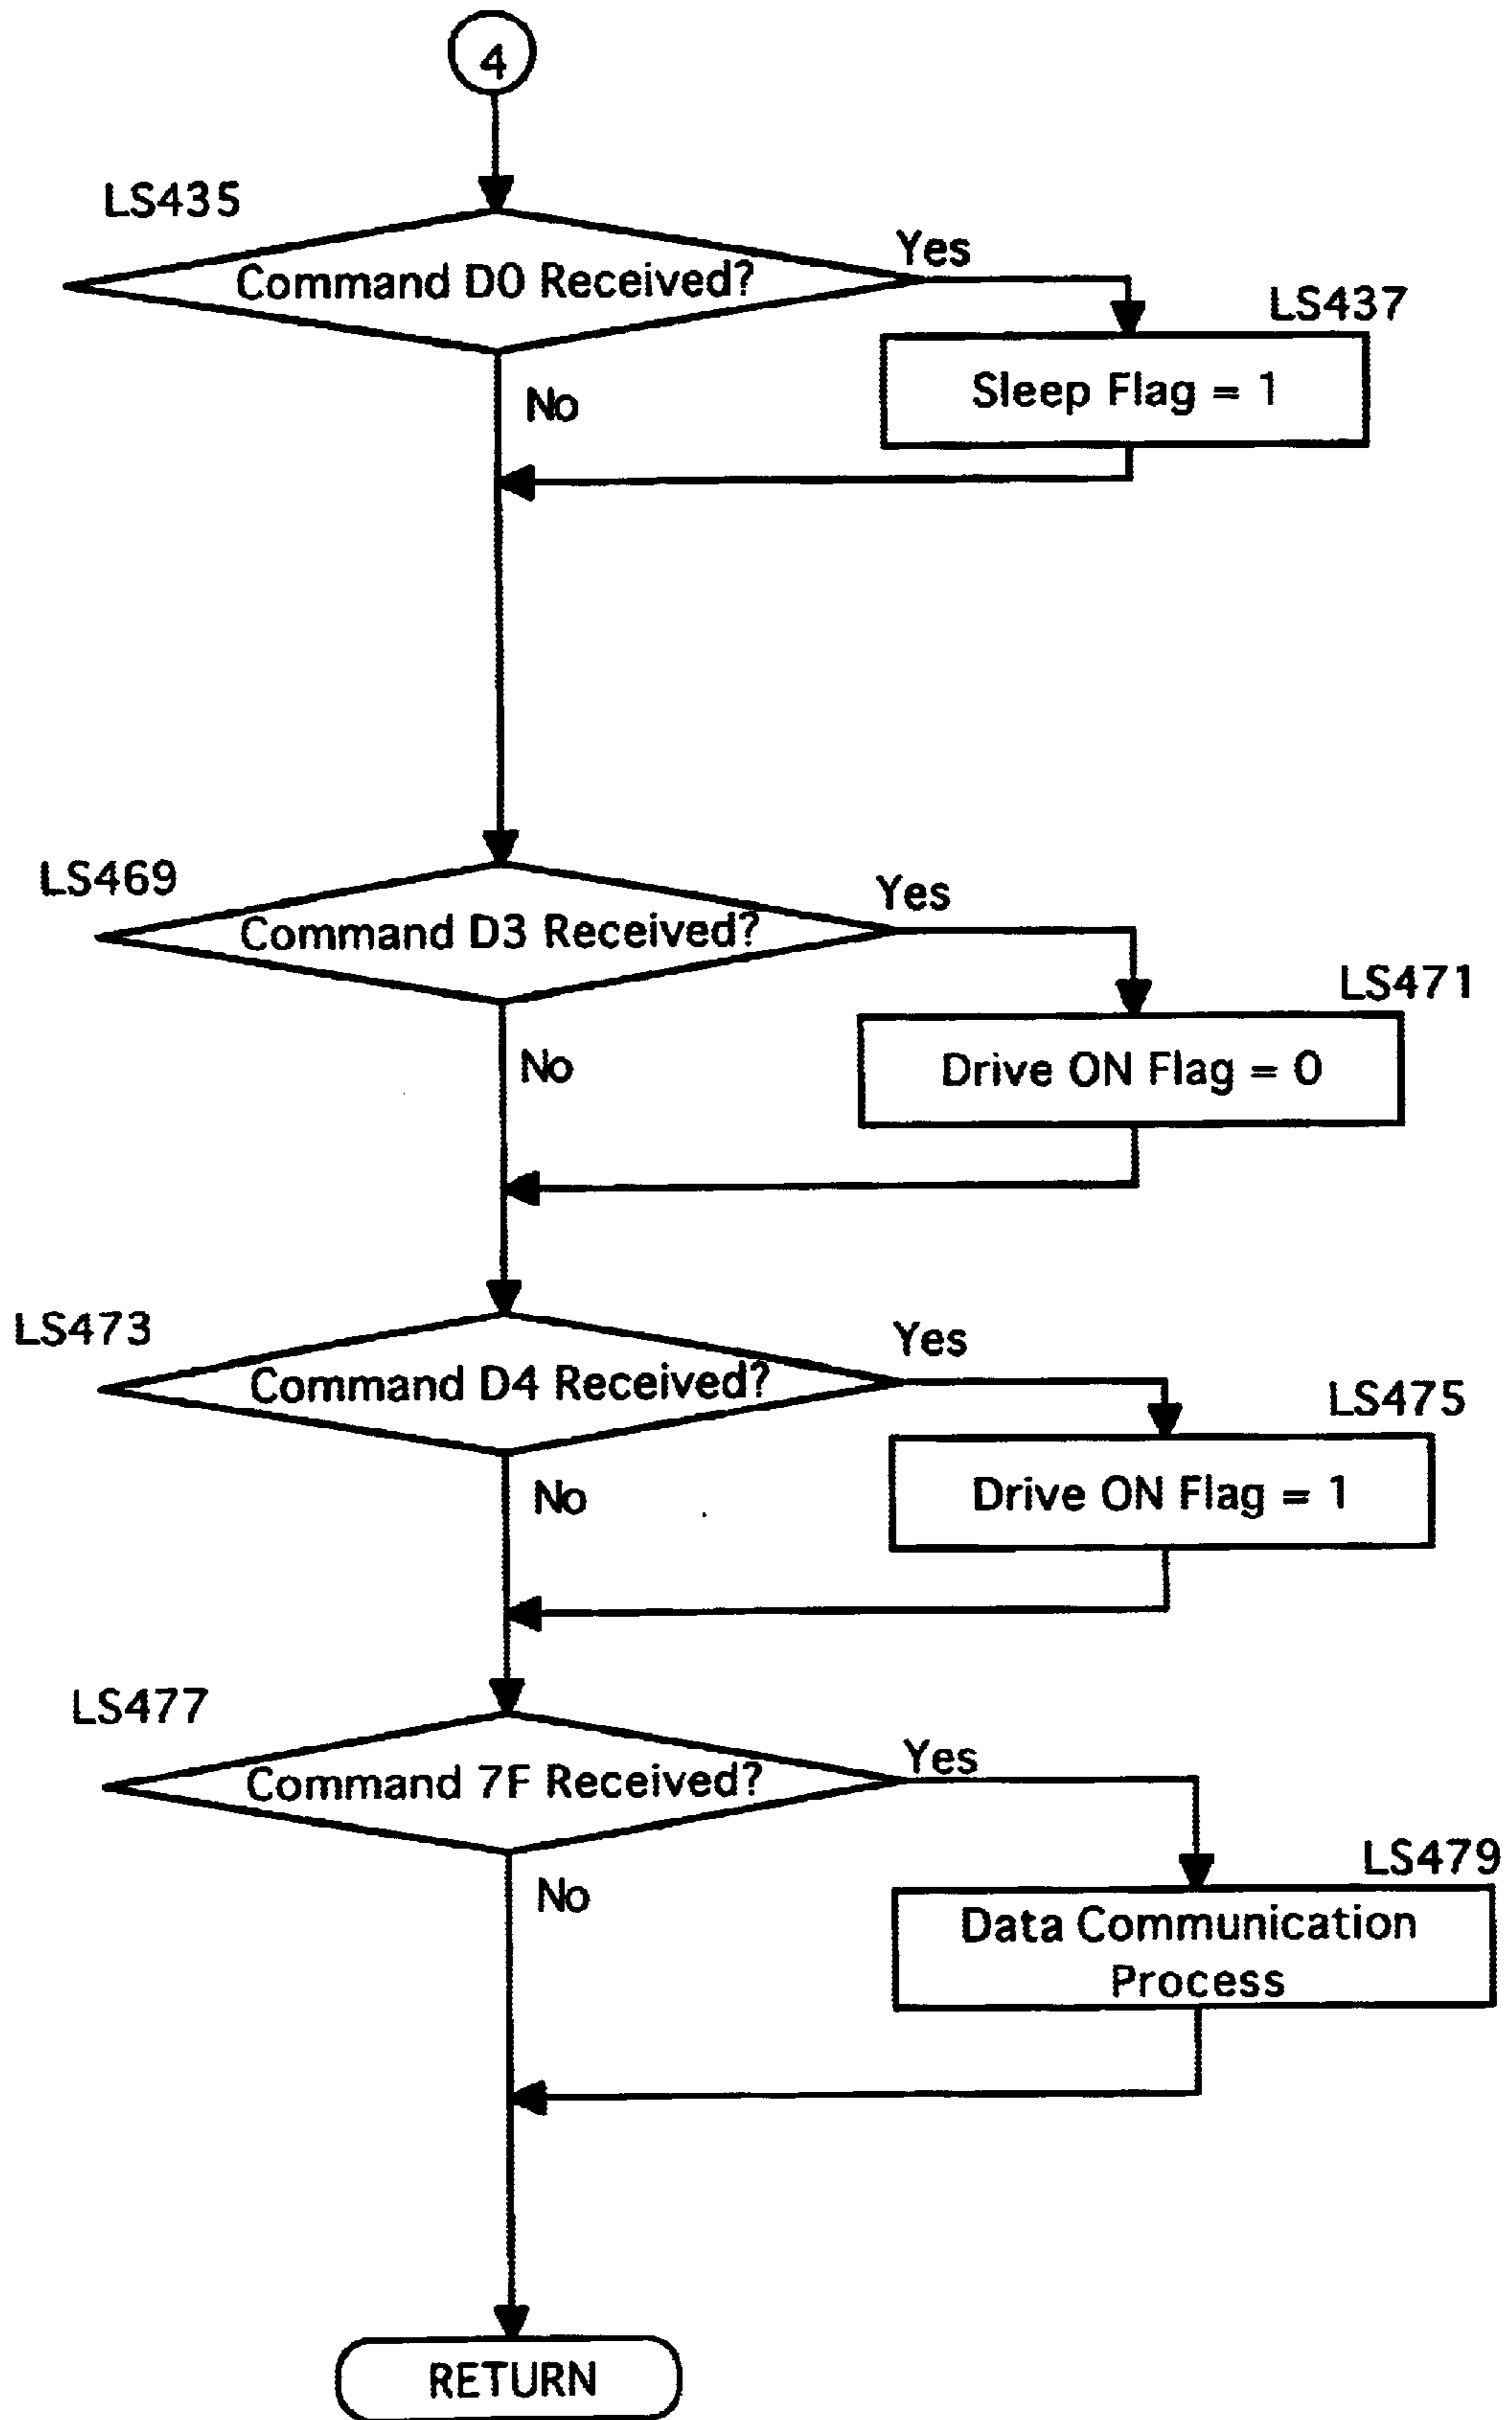 4
LS435
Command D0 Received?
Yes
LS437
Sleep Flag = 1
No
LS469
Command D3 Received?
Yes
LS471
Drive ON Flag = 0
No
LS473
Command D4 Received?
Yes
LS475
Drive ON Flag = 1
No
LS477
Command 7F Received?
Yes
LS479
Data Communication
Process
No
RETURN